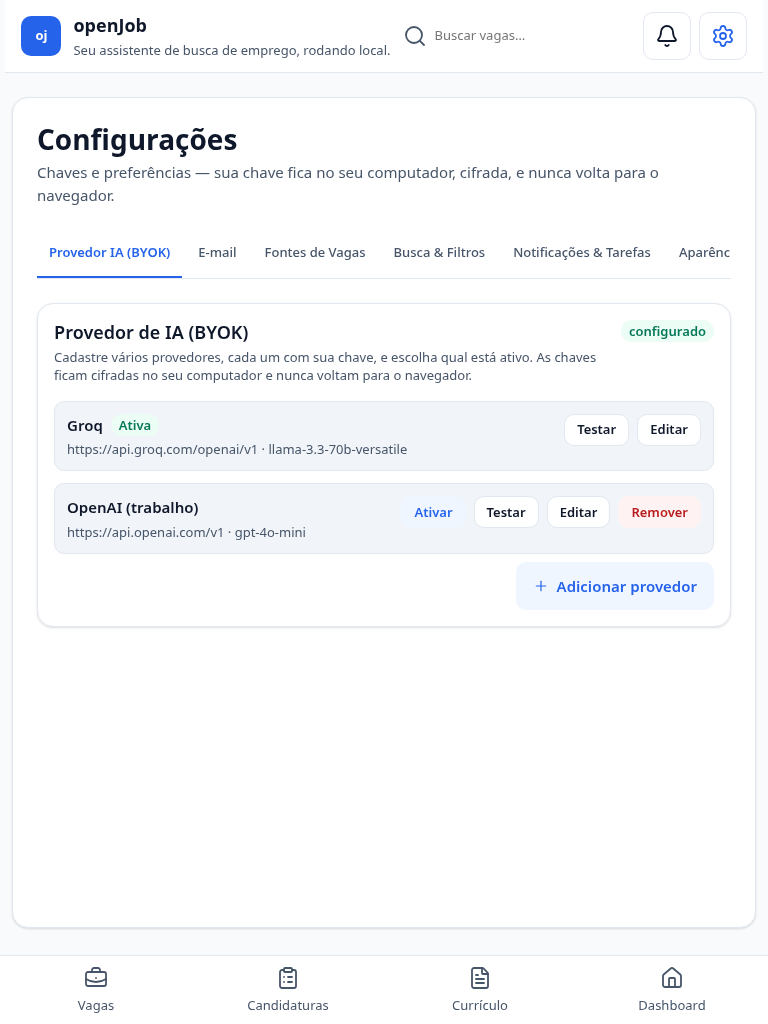 oj
openJob
Seu assistente de busca de emprego, rodando local.
Buscar vagas...
Configurações
Chaves e preferências — sua chave fica no seu computador, cifrada, e nunca volta para o
navegador.
Provedor IA (BYOK) E-mail Fontes de Vagas Busca & Filtros Notificações & Tarefas Aparênc
Provedor de IA (BYOK)
configurado
Cadastre vários provedores, cada um com sua chave, e escolha qual está ativo. As chaves
ficam cifradas no seu computador e nunca voltam para o navegador.
Groq Ativa
Testar Editar
https://api.groq.com/openai/v1 · llama-3.3-70b-versatile
OpenAI (trabalho)
Ativar Testar Editar Remover
https://api.openai.com/v1 · gpt-4o-mini
+ Adicionar provedor
Vagas Candidaturas Currículo Dashboard